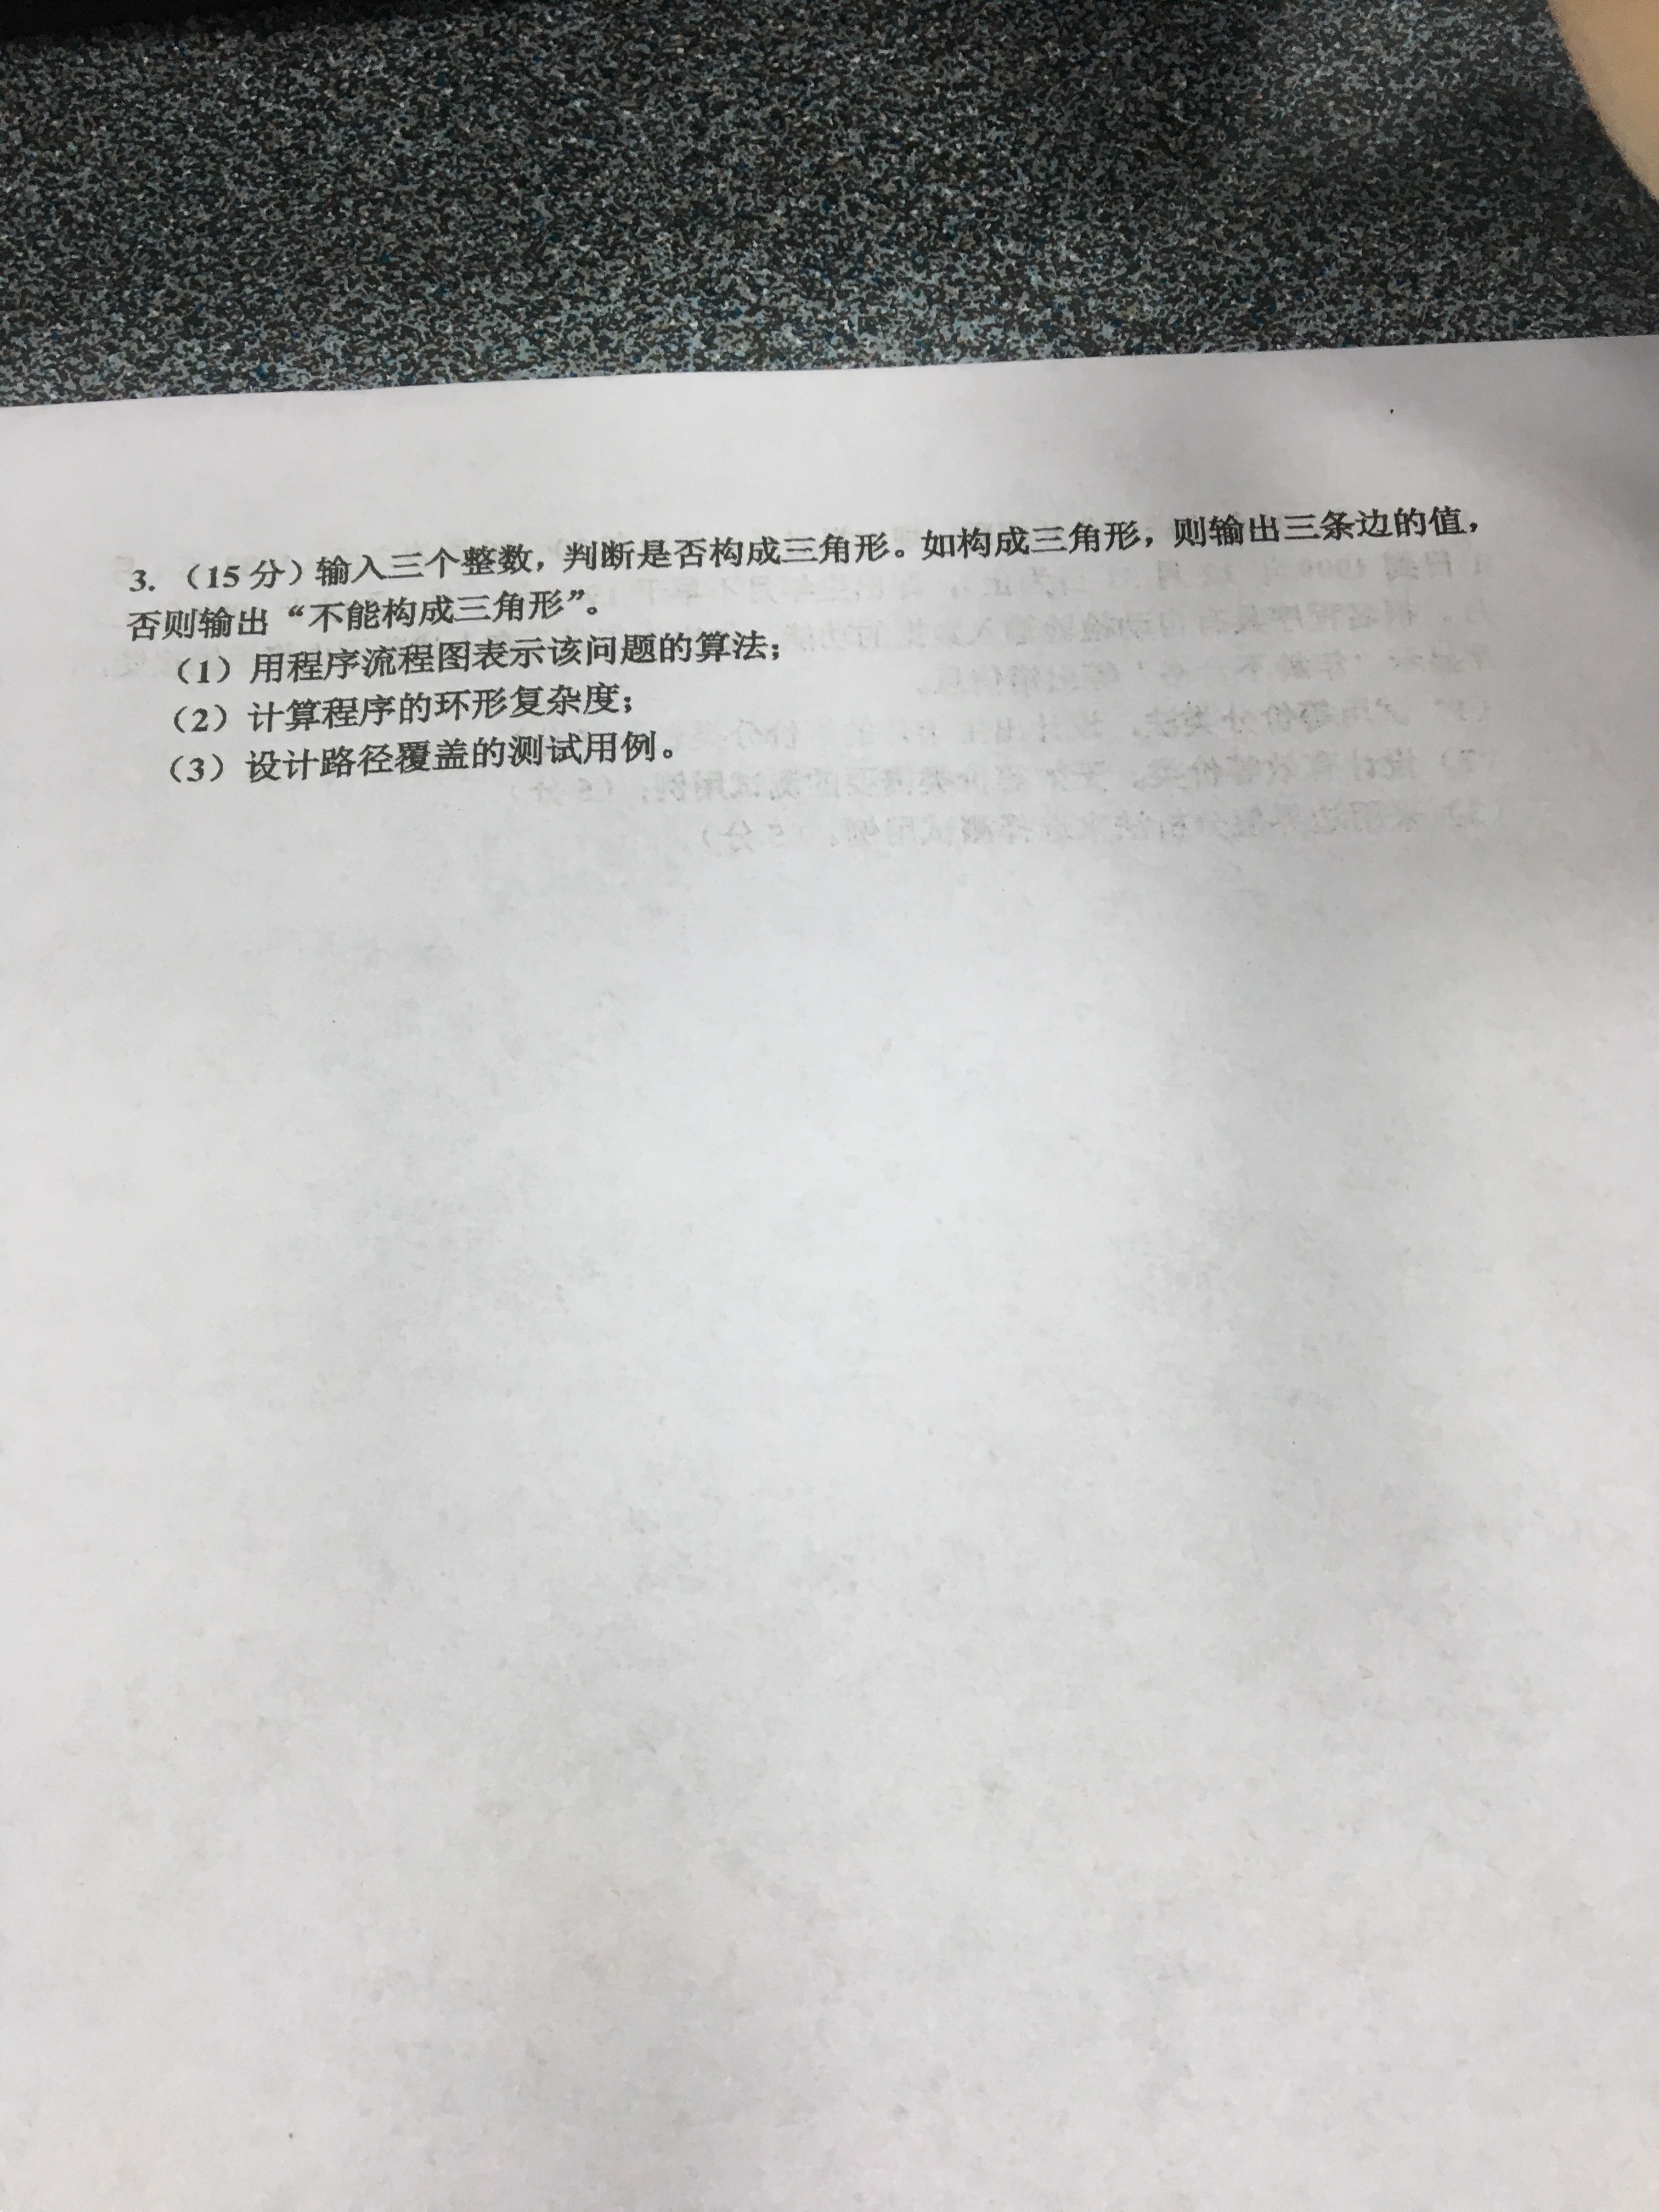 3.（15 分）输入三个整数，判断是否构成三角形。如构成三角形，则输出三条边的值，
否则输出“不能构成三角形”。
（1）用程序流程图表示该问题的算法；
（2）计算程序的环形复杂度；
（3）设计路径覆盖的测试用例。